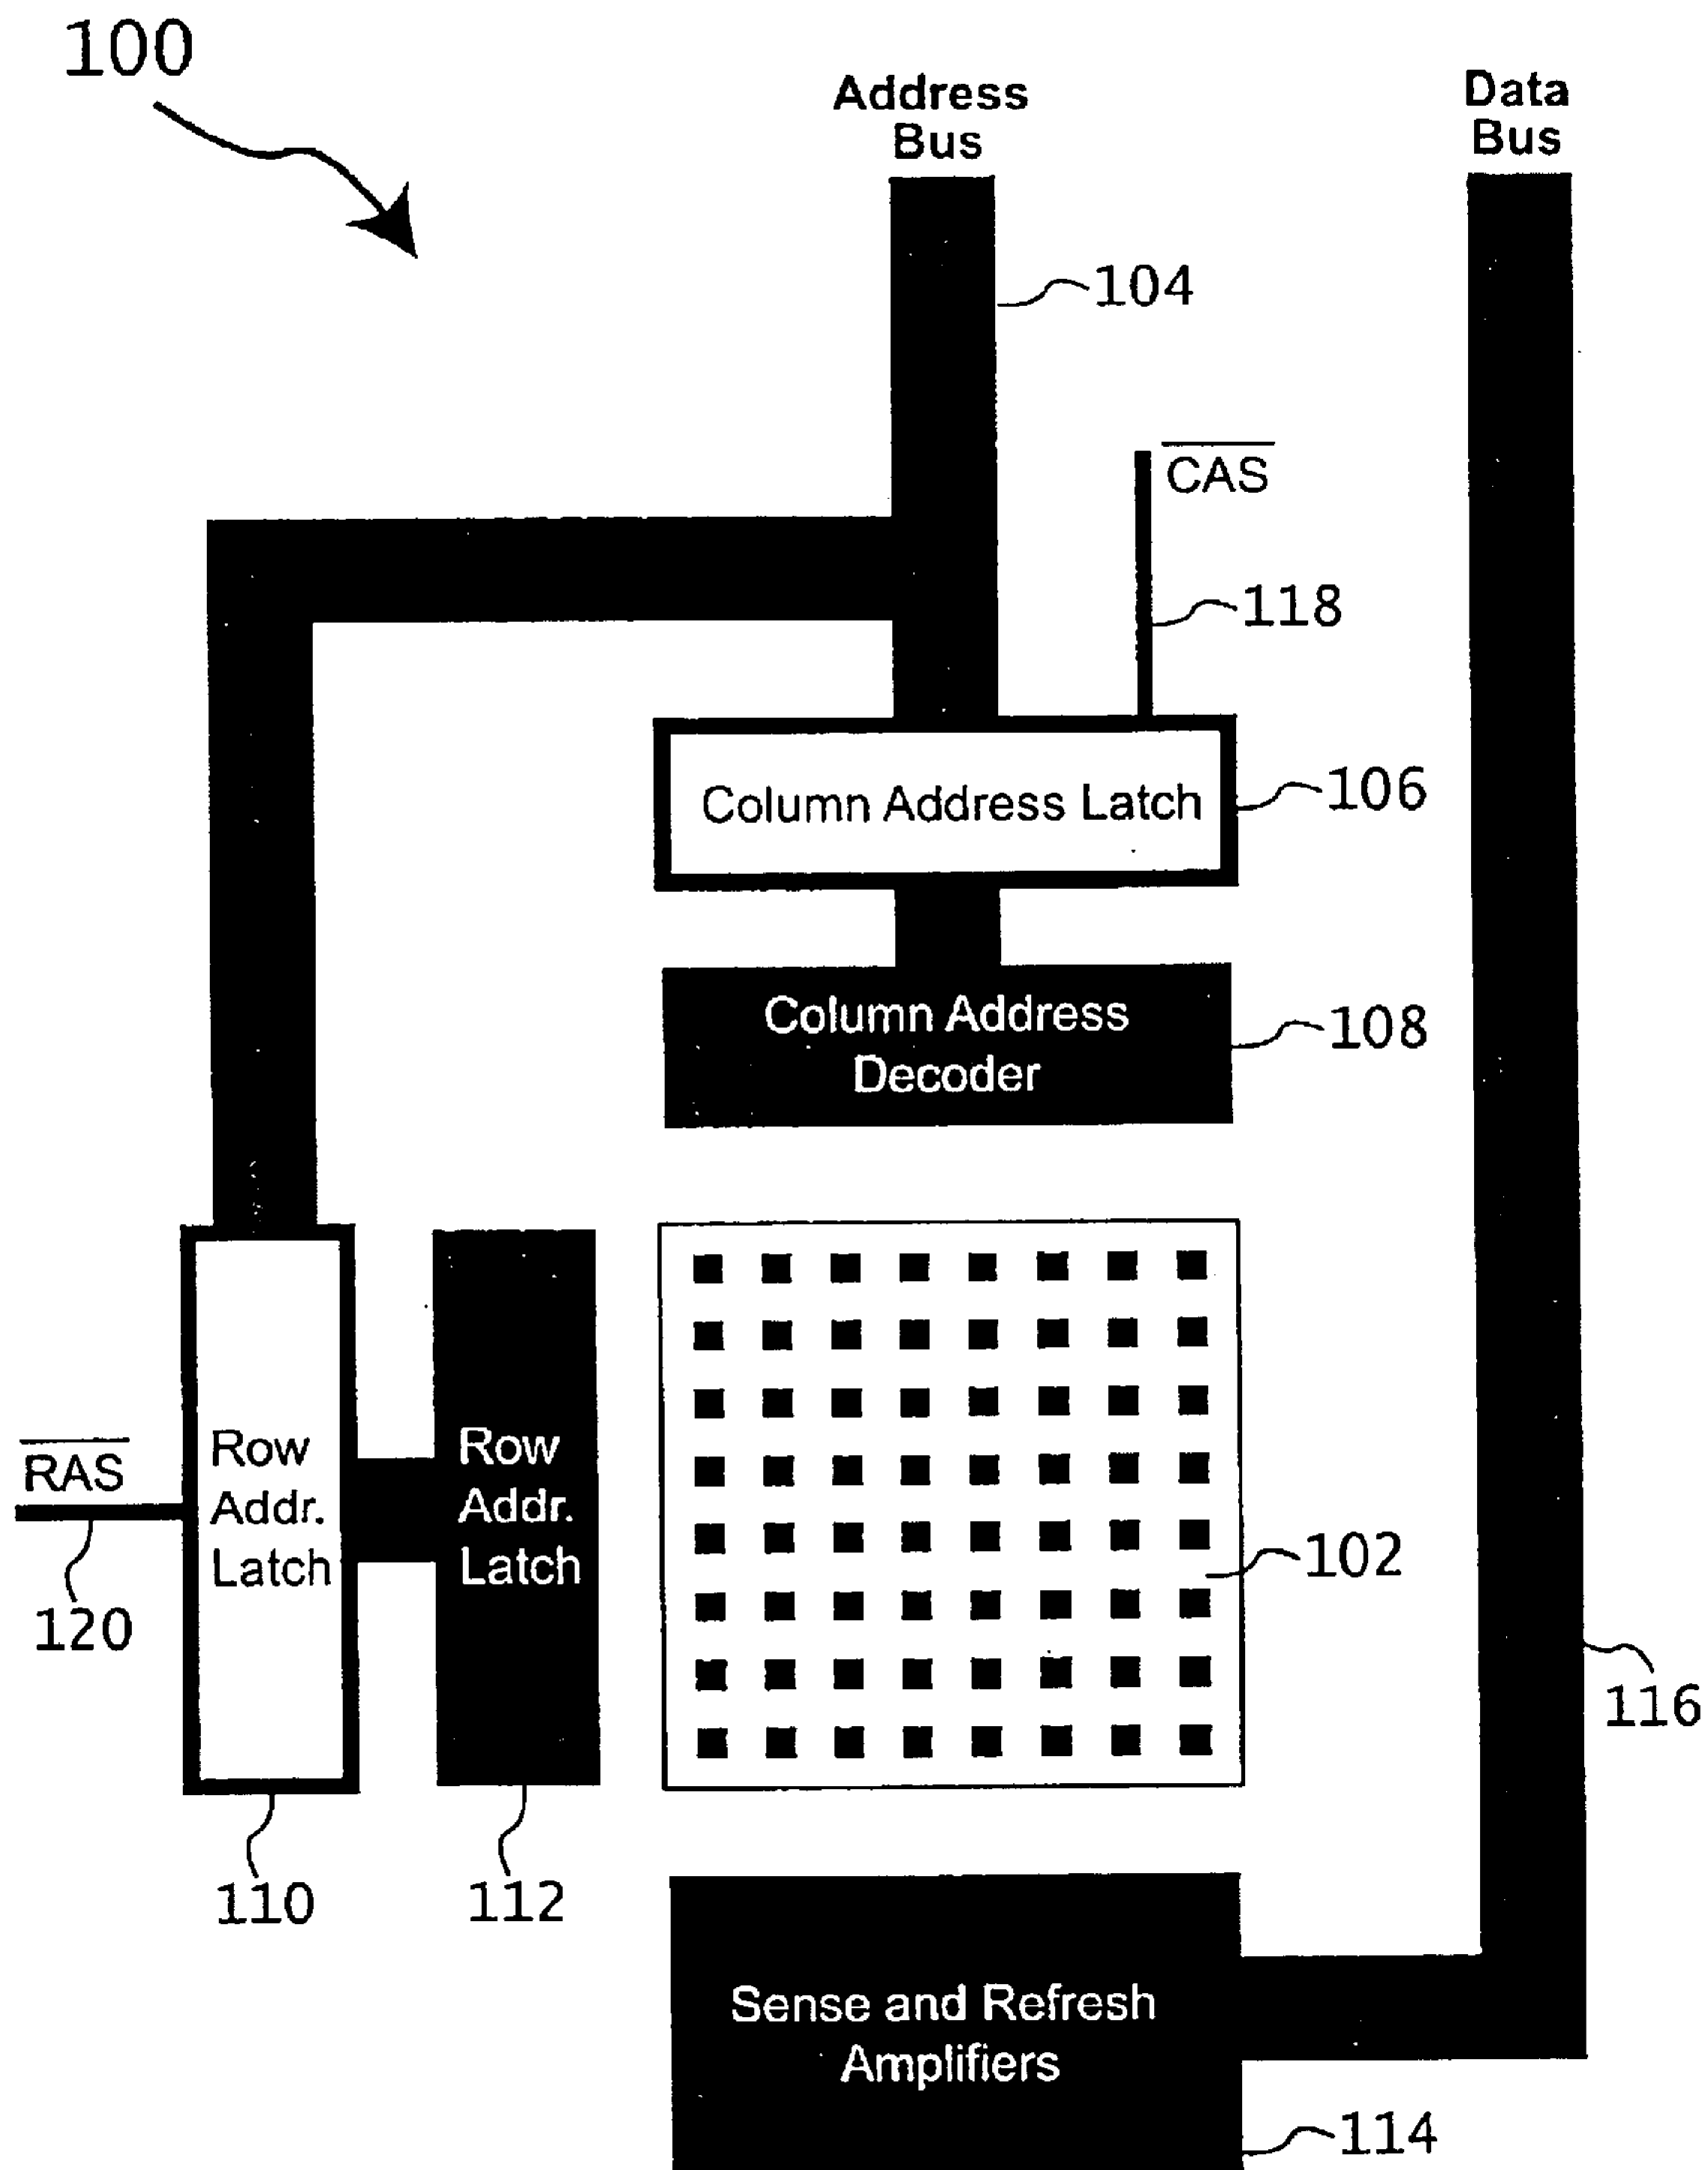 100
Address
Bus
Data
Bus
104
CAS
118
Column Address Latch
106
Column Address
Decoder
108
RAS
120
Row
Addr.
Latch
Row
Addr.
Latch
102
116
110
112
Sense and Refresh
Amplifiers
114